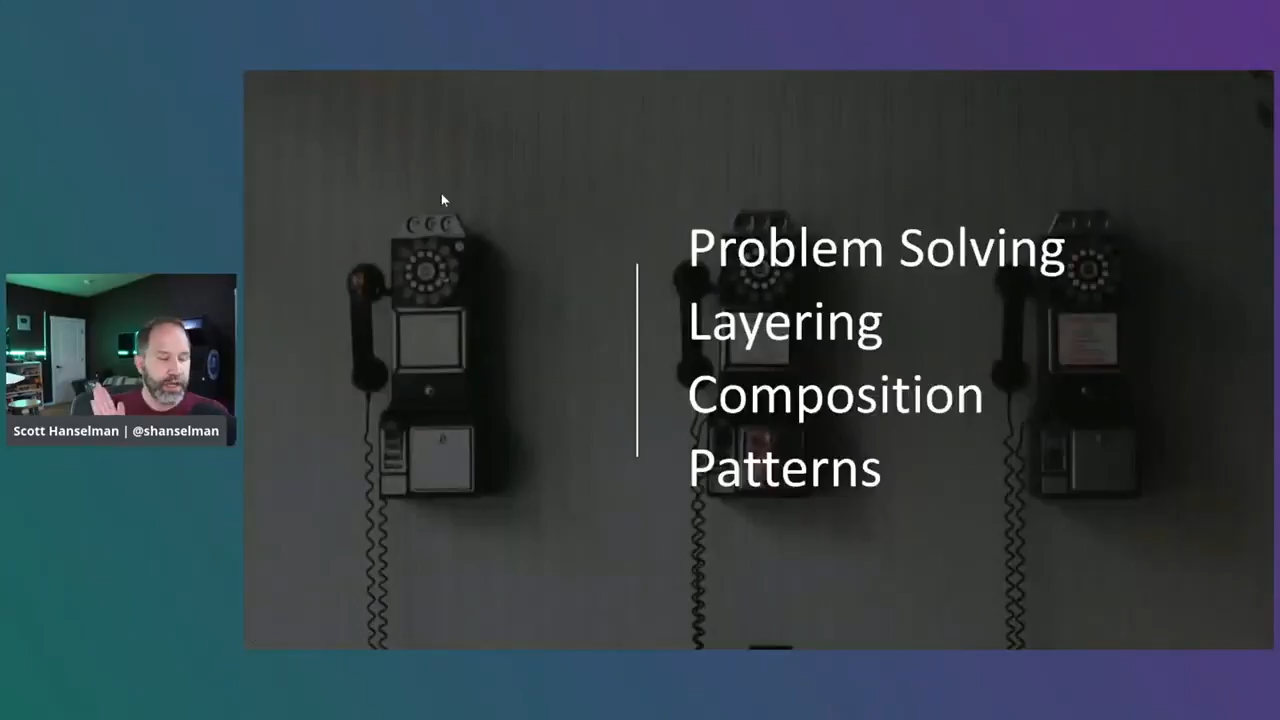 Problem Solving
Layering
Composition
Patterns
Scott Hanselman | @shanselman